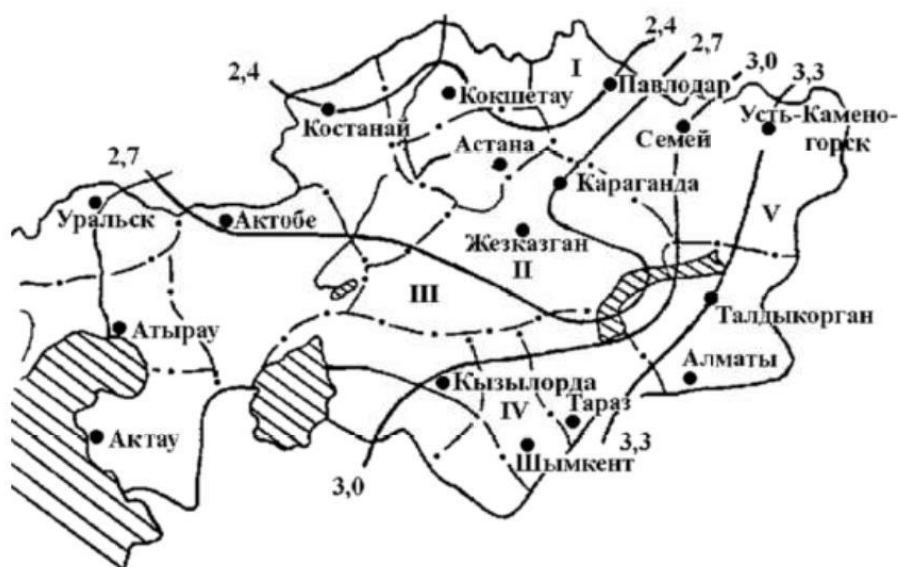 2,4
I
2,4
2,7
3,0
3,3
Кокшетау
Павлодар
Костанай
Семей
Усть-Камено-
горск
Астана
2,7
Караганда
Уральск
Актобе
V
Жезказган
II
III
Талдыкорган
Атырау
Алматы
Кызылорда
IV
Тараз
Актау
3,3
Шымкент
3,0